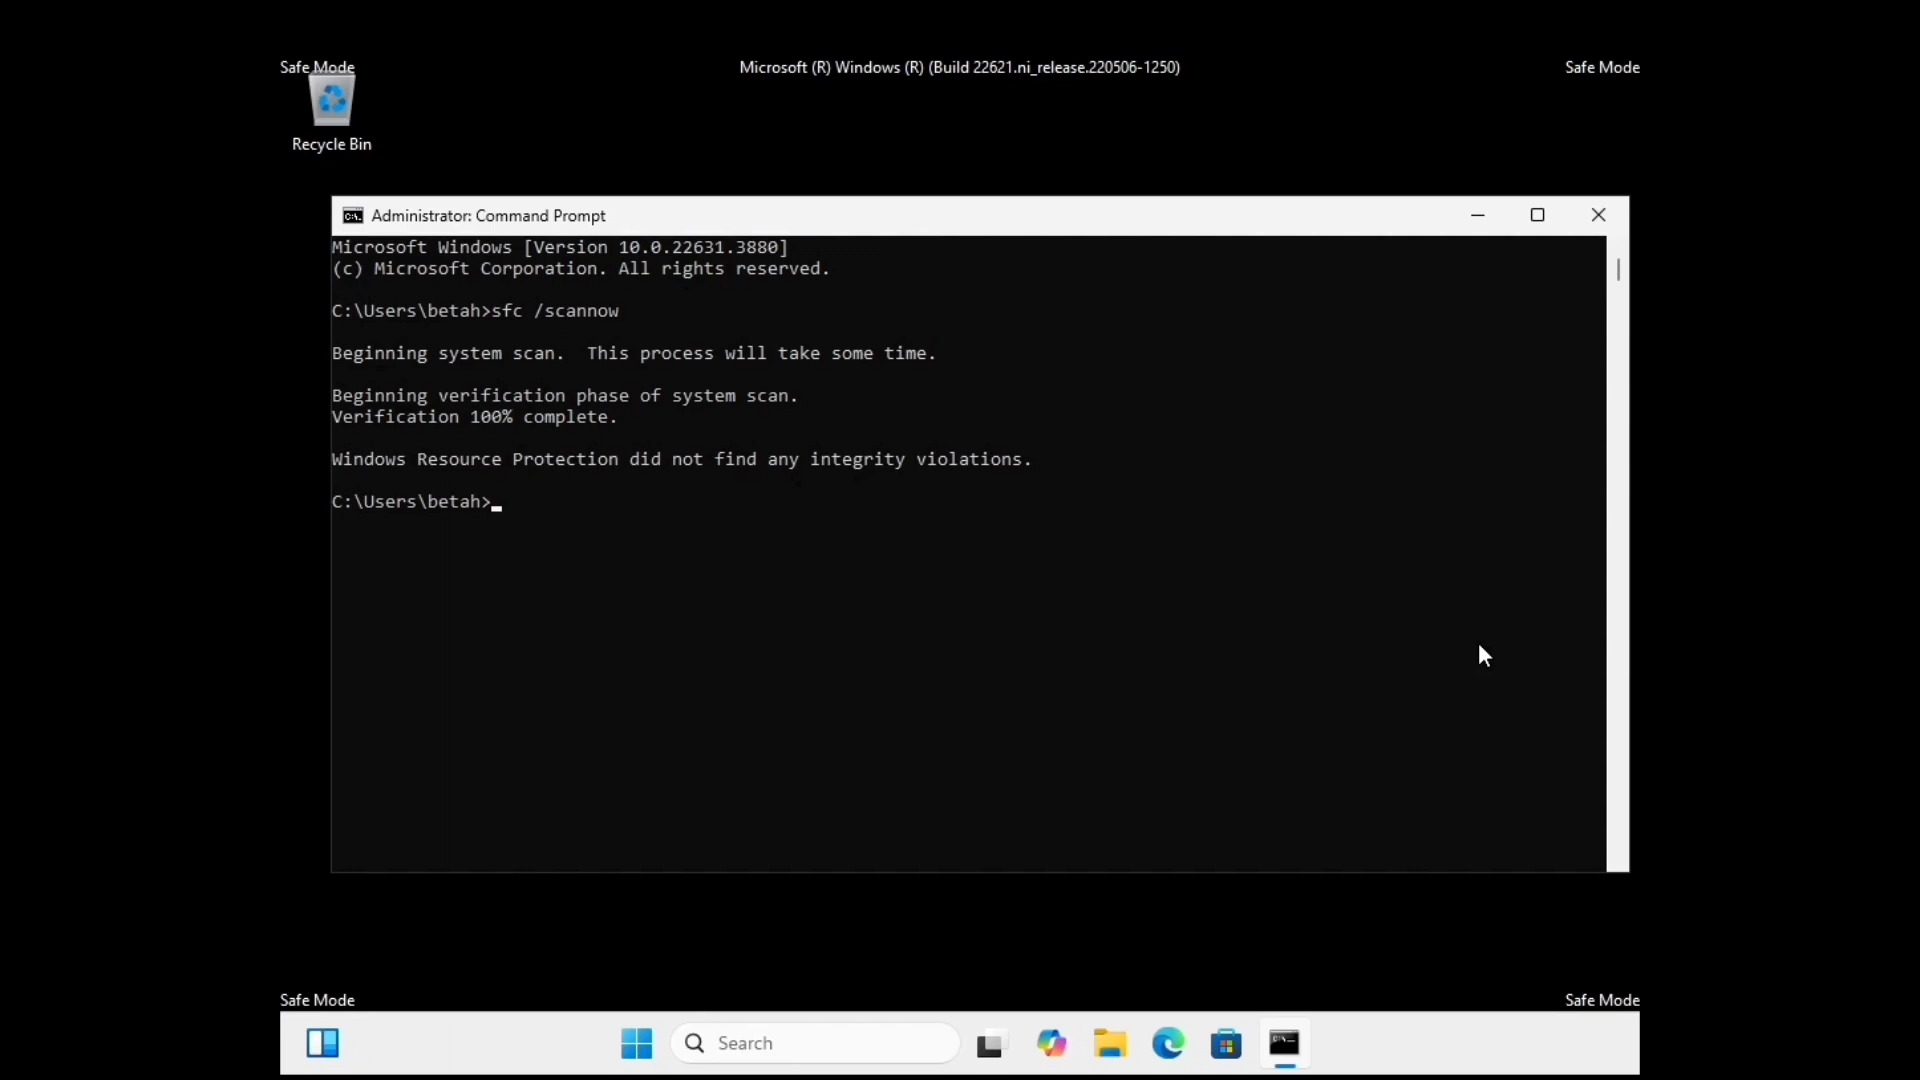 Safe Mode
Microsoft (R) Windows (R) (Build 22621.ni_release.220506-1250)
Safe Mode
Recycle Bin
Administrator: Command Prompt
Microsoft Windows [Version 10.0.22631.3880]
(c) Microsoft Corporation. All rights reserved.
C:\Users\betah>sfc /scannow
Beginning system scan.  This process will take some time.
Beginning verification phase of system scan.
Verification 100% complete.
Windows Resource Protection did not find any integrity violations.
C:\Users\betah>
Safe Mode
Safe Mode
Search